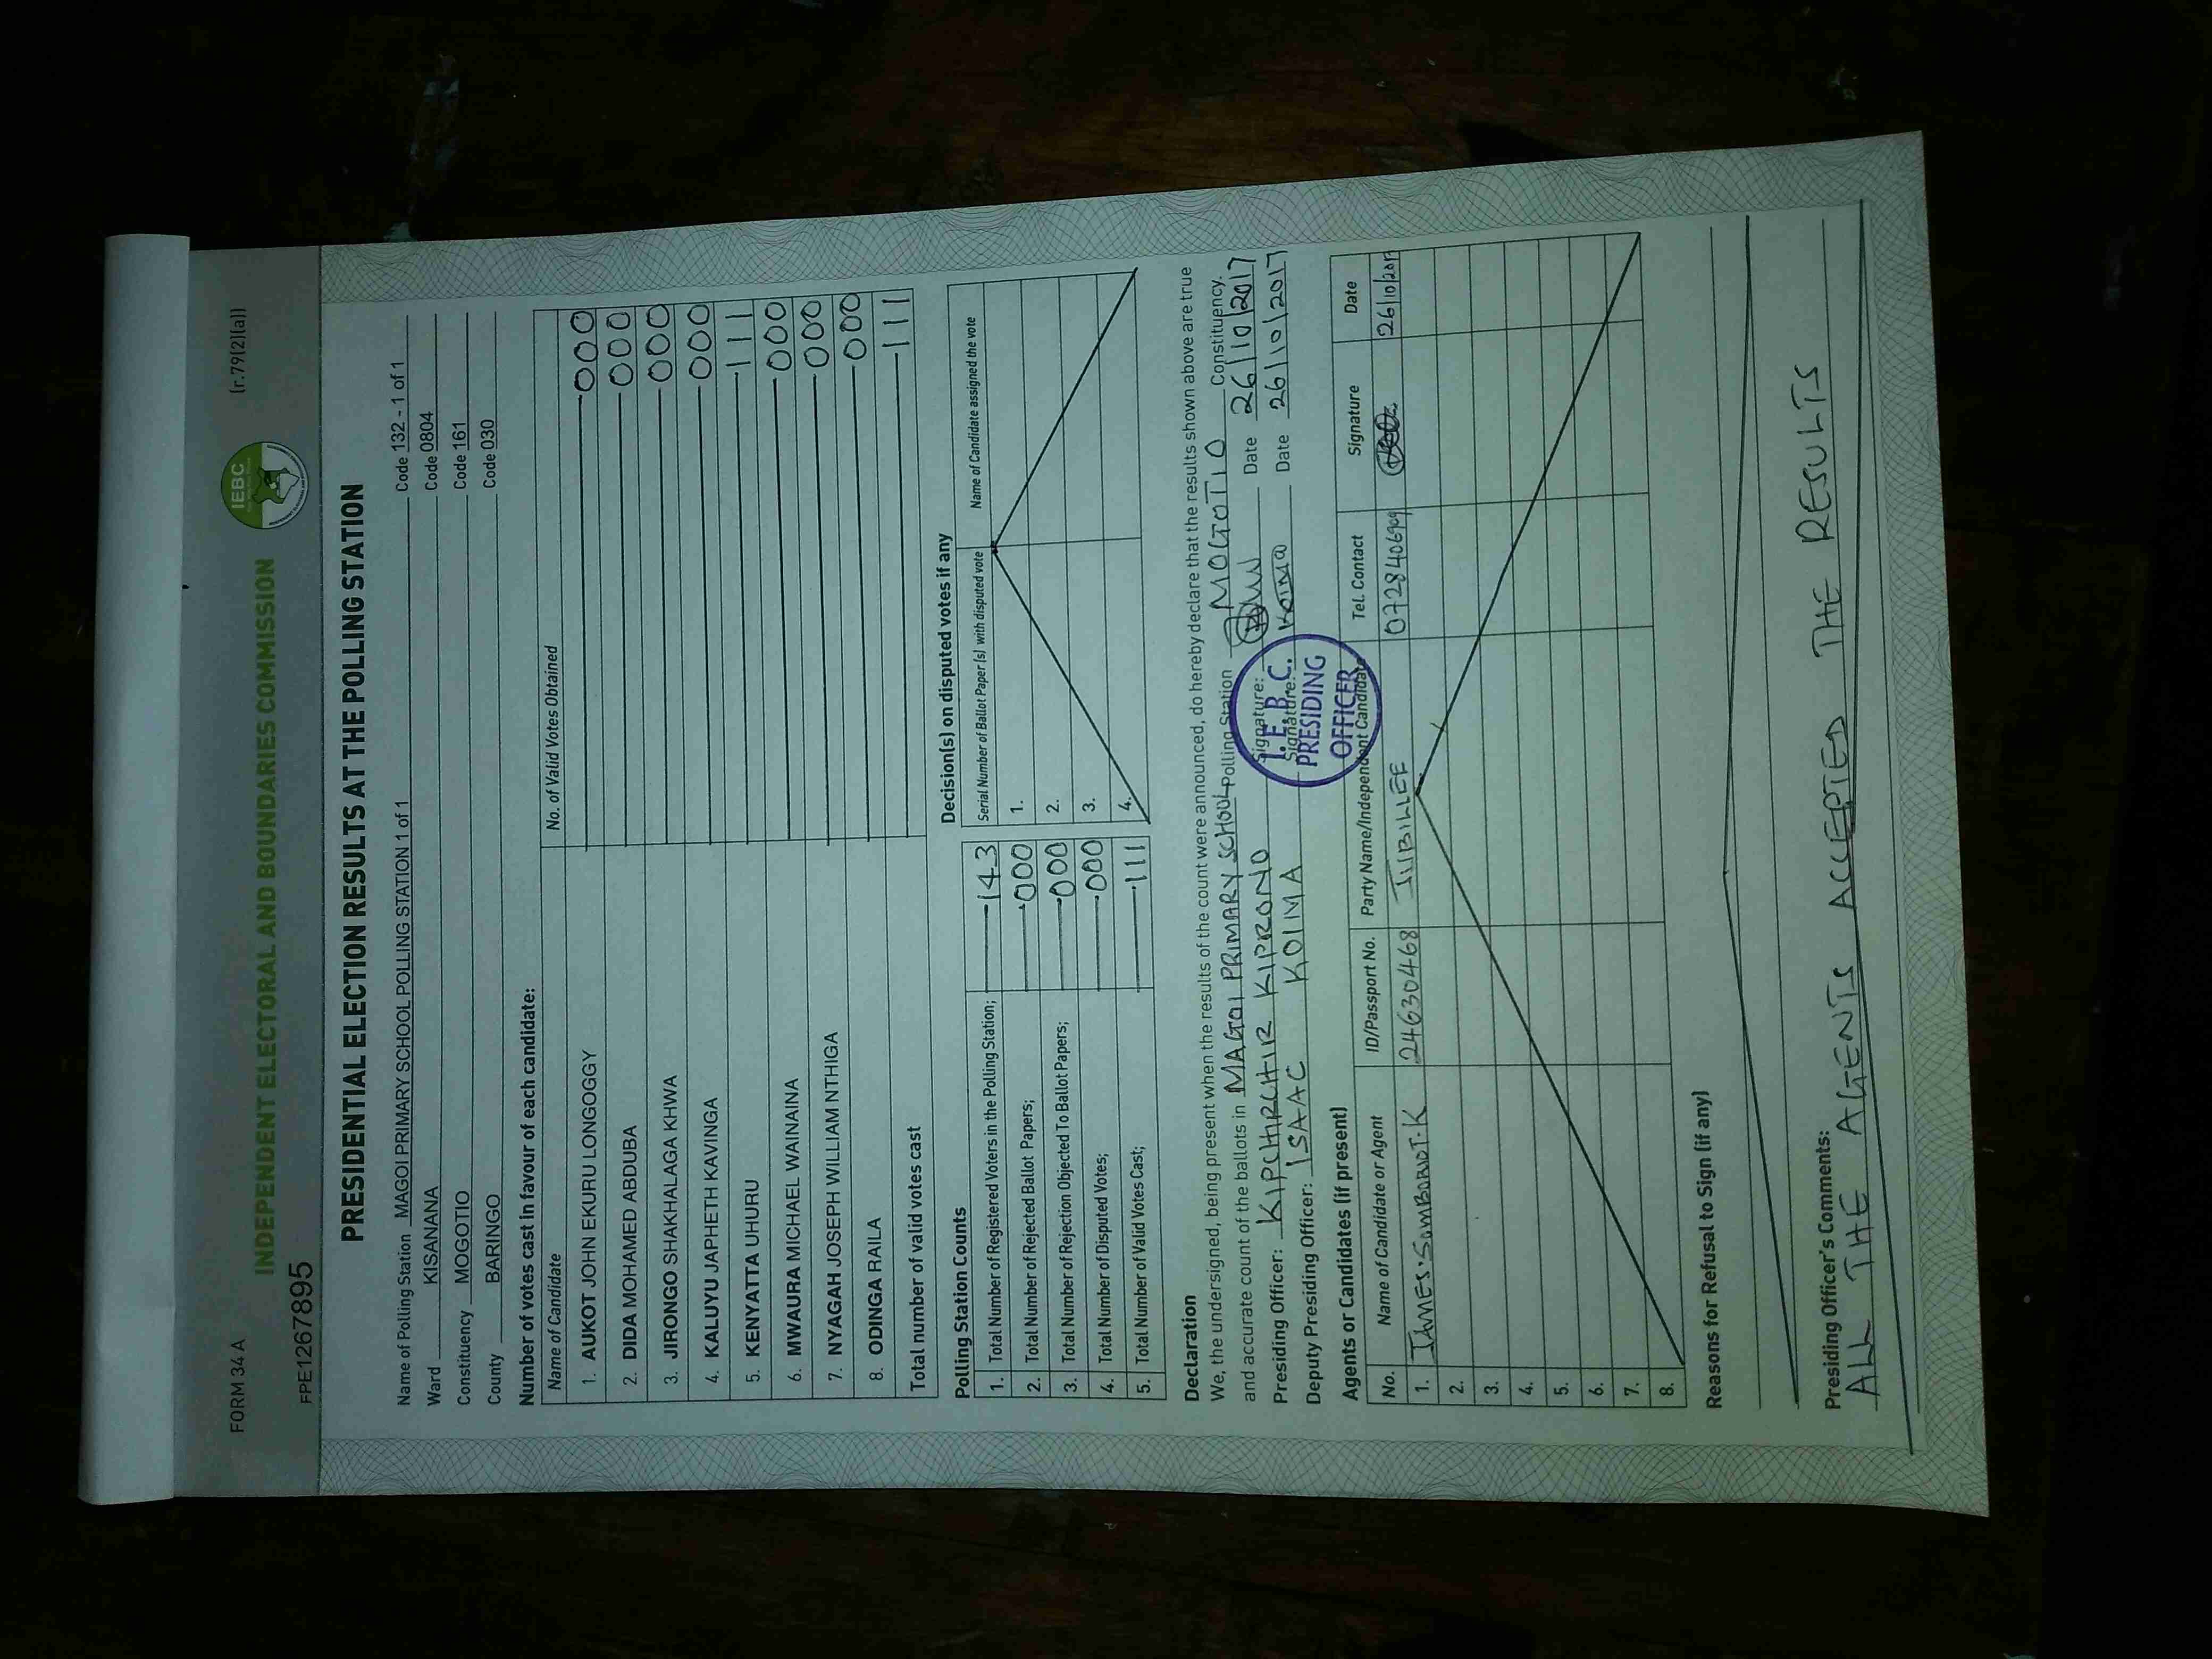 FORM 34 A
(r.79(2)(a))
IEBC
INDEPENDENT ELECTORAL AND BOUNDARIES COMMISSION
FPE1267895
PRESIDENTIAL ELECTION RESULTS AT THE POLLING STATION
Name of Polling Station MAGOI PRIMARY SCHOOL POLLING STATION 1 of 1 Code 132 - 1 of 1
Ward KISANANA Code 0804
Constituency MOGOTIO Code 161
County BARINGO Code 030
Number of votes cast in favour of each candidate:
Name of Candidate No. of Valid Votes Obtained
1. AUKOT JOHN EKURU LONGOGGY 000
2. DIDA MOHAMED ABDUBA 000
3. JIRONGO SHAKHALAGA KHWA 000
4. KALUYU JAPHETH KAVINGA 000
5. KENYATTA UHURU 111
6. MWAURA MICHAEL WAINAINA 000
7. NYAGAH JOSEPH WILLIAM NTHIGA 000
8. ODINGA RAILA 000
Total number of valid votes cast 111
Polling Station Counts
1. Total Number of Registered Voters in the Polling Station; 143
2. Total Number of Rejected Ballot Papers; 000
3. Total Number of Rejection Objected To Ballot Papers; 000
4. Total Number of Disputed Votes; 000
5. Total Number of Valid Votes Cast; 111
Decision(s) on disputed votes if any
Serial Number of Ballot Paper(s) with disputed vote Name of Candidate assigned the vote
1.
2.
3.
4.
Declaration
We, the undersigned, being present when the results of the count were announced, do hereby declare that the results shown above are true
and accurate count of the ballots in MAGOI PRIMARY SCHOOL Polling Station MOGOTIO Constituency.
Presiding Officer: KIPCHIRCHIR KIPRONO Signature: Date 26/10/2017
Deputy Presiding Officer: ISAAC KOIMA Signature: Koima Date 26/10/2017
I.E.B.C.
PRESIDING
OFFICER
Agents or Candidates (if present)
No. Name of Candidate or Agent ID/Passport No. Party Name/Independent Candidate Tel. Contact Signature Date
1. JAMES. K 24630468 JUBILLEE 0728406909 26/10/2017
2.
3.
4.
5.
6.
7.
8.
Reasons for Refusal to Sign (if any)
Presiding Officer's Comments:
ALL THE AGENTS ACCEPTED THE RESULTS